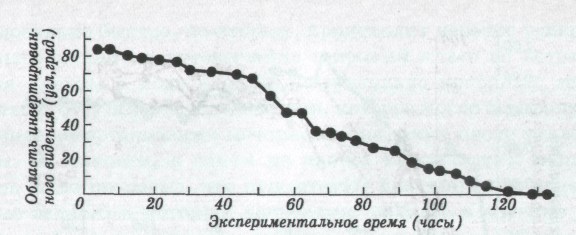 Область инвертирован-
ного видения (угл,град.)
80
60
40
20
0 20 40 60 80 100 120
Экспериментальное время (часы)